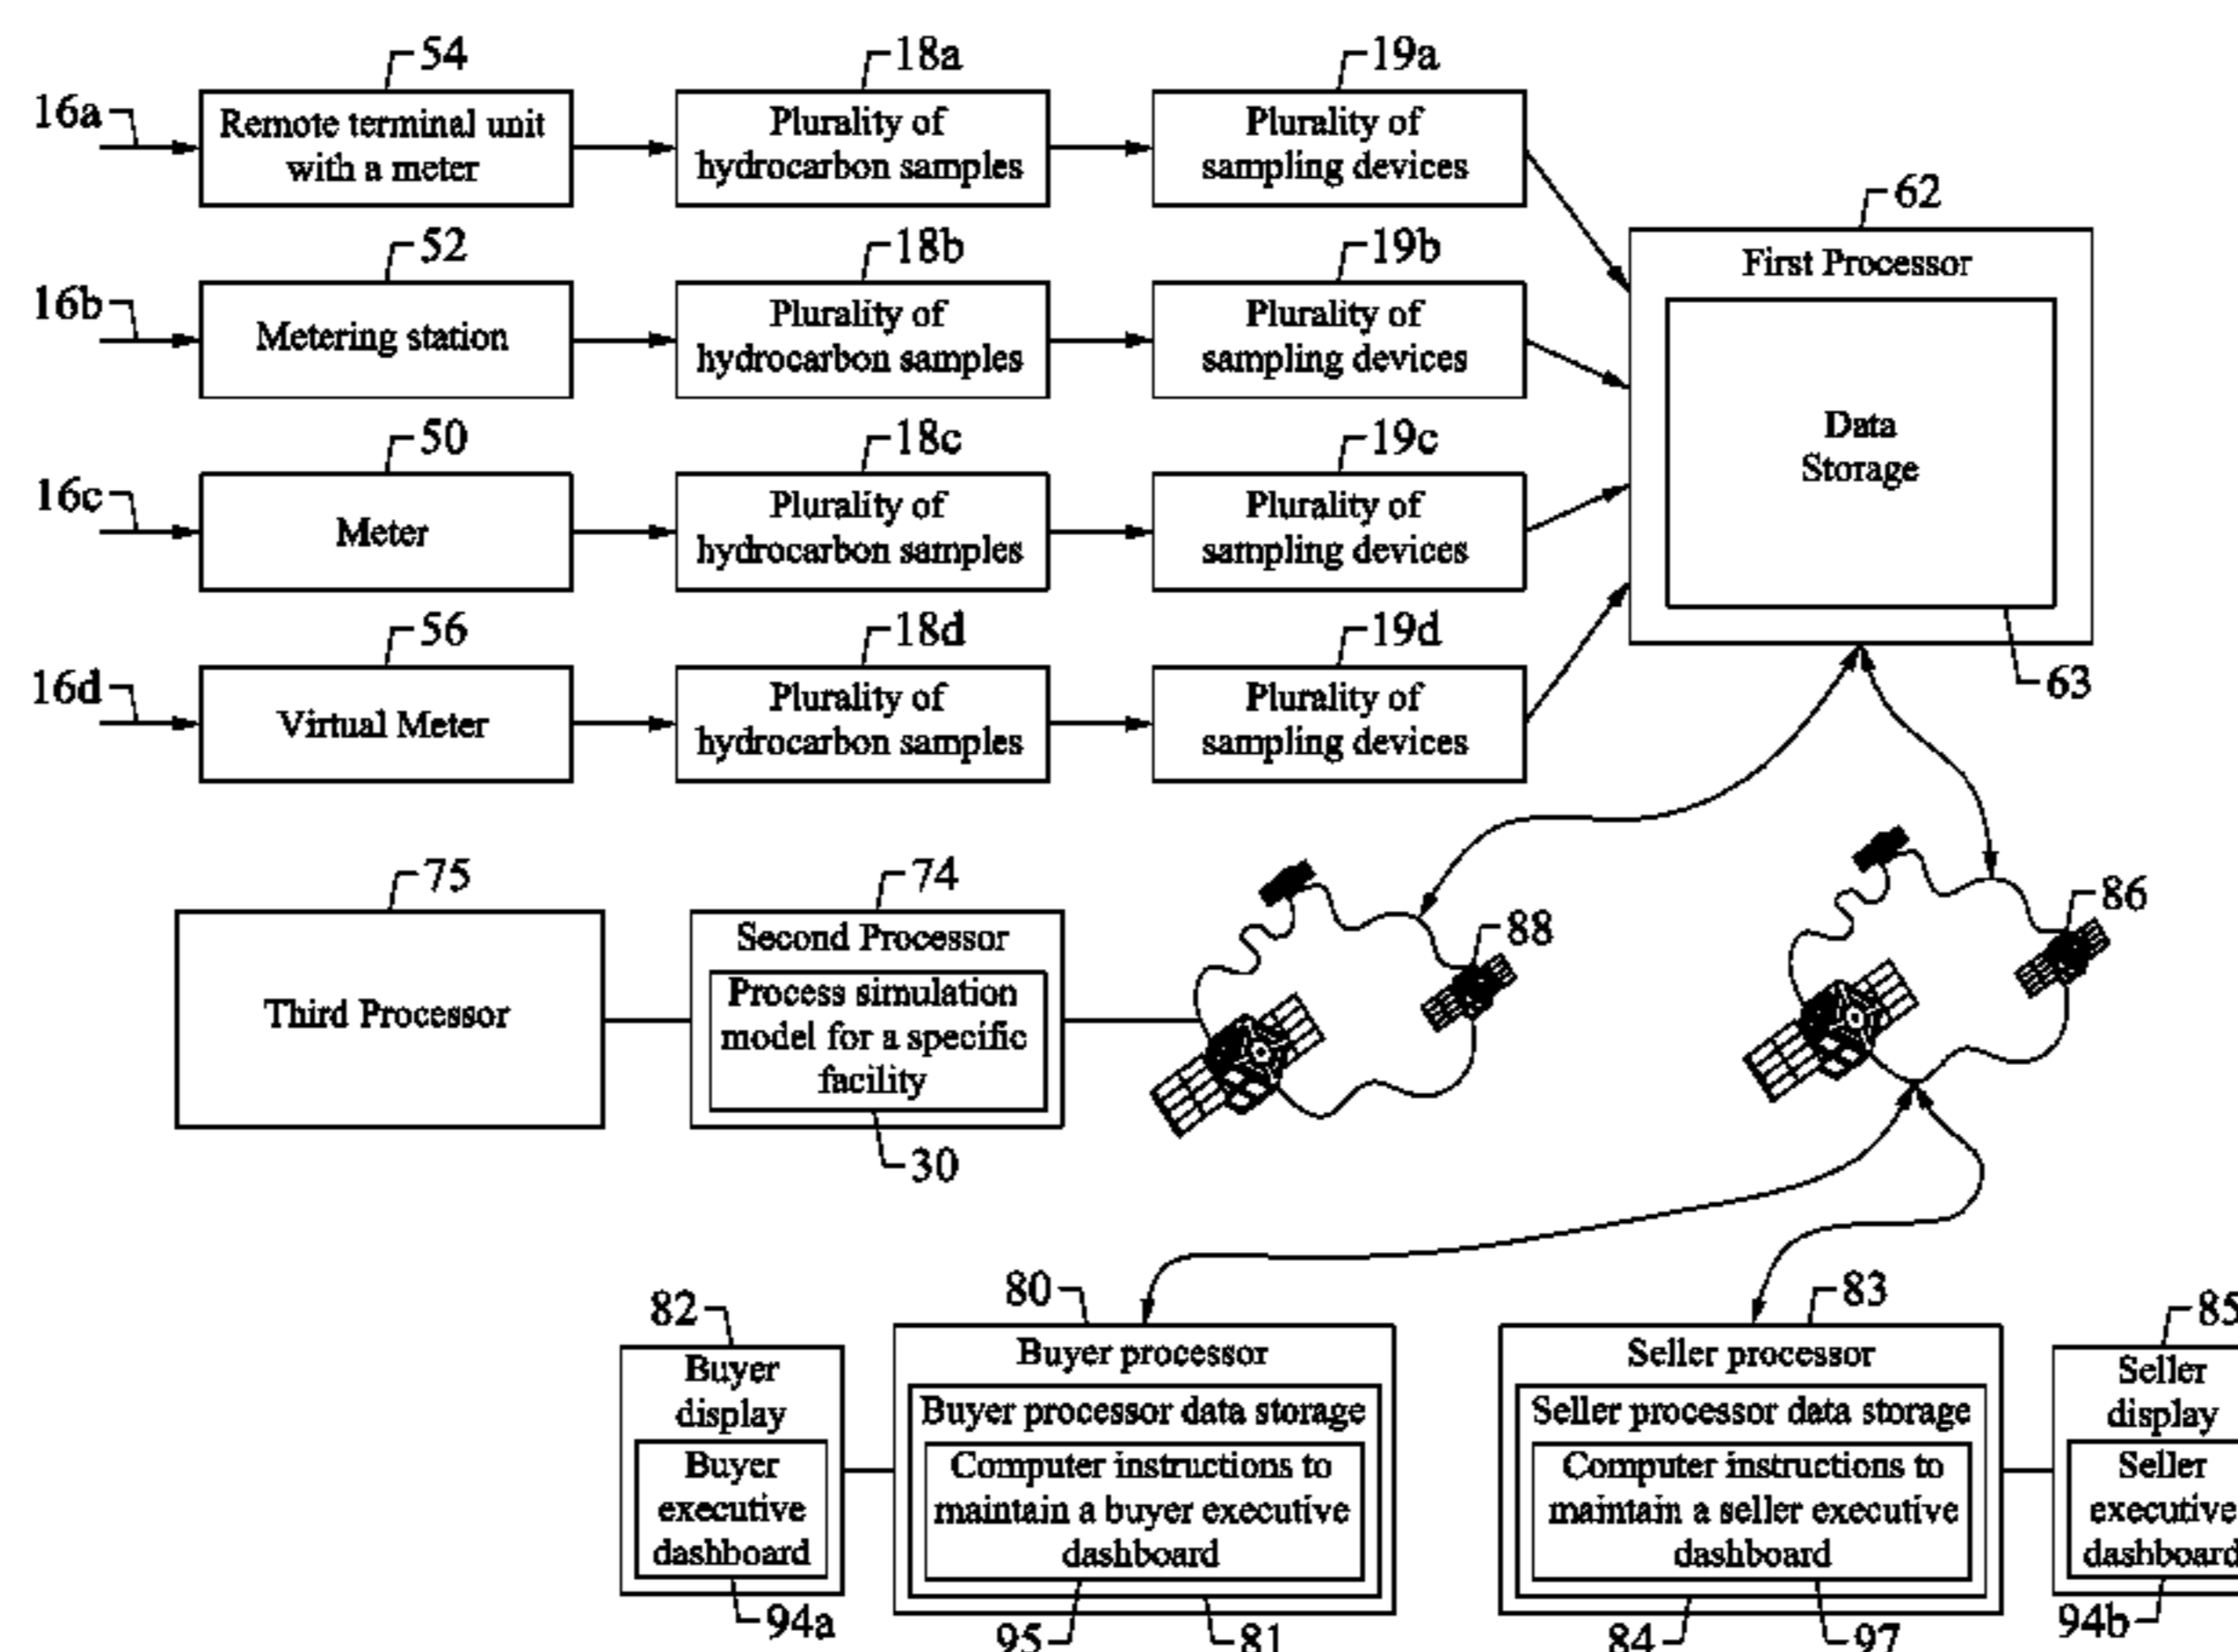 54
18a
19a
16a
Remote terminal unit
with a meter
Plurality of
hydrocarbon samples
Plurality of
sampling devices
62
First Processor
52
18b
19b
16b
Metering station
Plurality of
hydrocarbon samples
Plurality of
sampling devices
Data
Storage
50
18c
19c
16c
Meter
Plurality of
hydrocarbon samples
Plurality of
sampling devices
56
18d
19d
63
16d
Virtual Meter
Plurality of
hydrocarbon samples
Plurality of
sampling devices
75
74
88
86
Third Processor
Second Processor
Process simulation
model for a specific
facility
30
82
80
83
85
Buyer
display
Buyer
executive
dashboard
94a
Buyer processor
Buyer processor data storage
Computer instructions to
maintain a buyer executive
dashboard
95
81
Seller processor
Seller processor data storage
Computer instructions to
maintain a seller executive
dashboard
84
97
Seller
display
Seller
executive
dashboard
94b